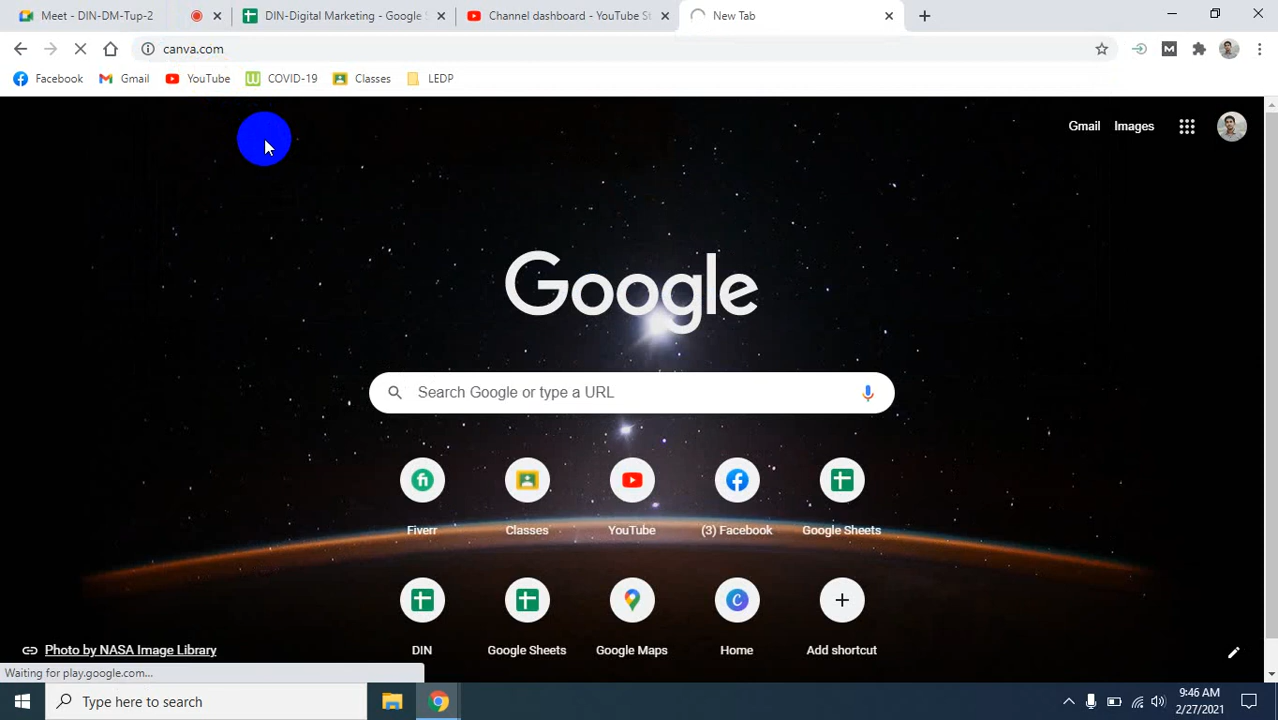 Meet - DIN-DM-Tup-2
DIN-Digital Marketing - Google S
Channel dashboard - YouTube St
New Tab
canva.com
Facebook
Gmail
YouTube
COVID-19
Classes
LEDP
Gmail
Images
Google
Search Google or type a URL
Fiverr
Classes
YouTube
(3) Facebook
Google Sheets
DIN
Google Sheets
Google Maps
Home
Add shortcut
Photo by NASA Image Library
Waiting for play.google.com...
Type here to search
9:46 AM
2/27/2021